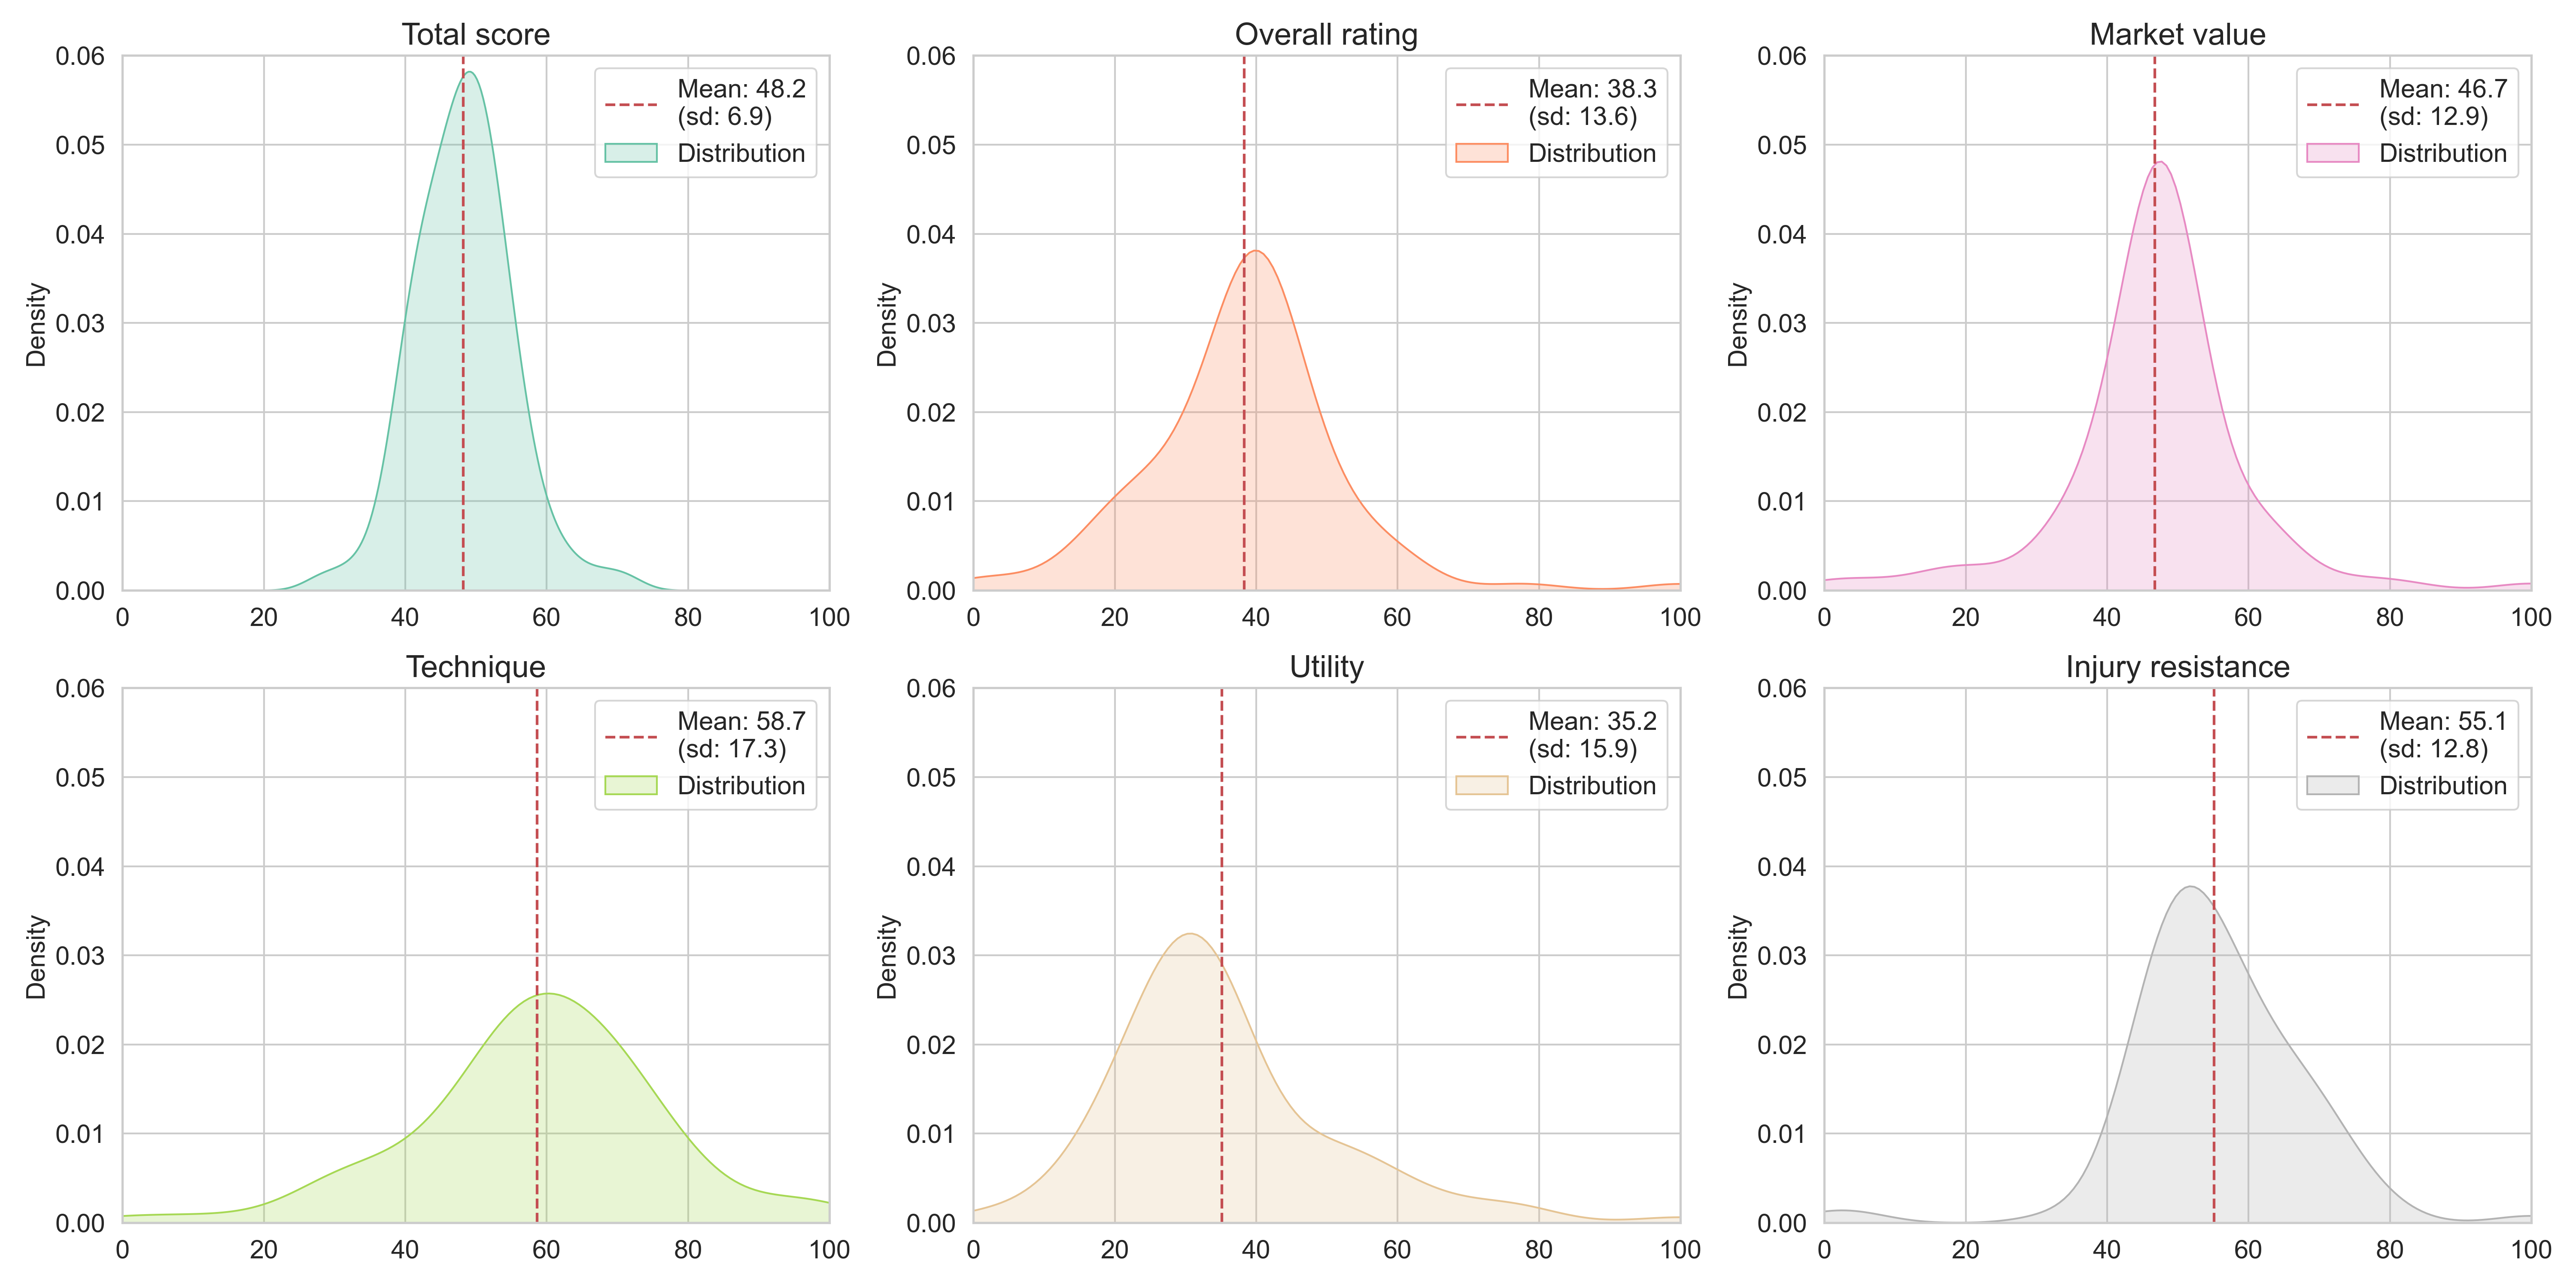 Total score
0.06
0.05
0.04
0.03
0.02
0.01
0.00
Density
Mean: 48.2
(sd: 6.9)
Distribution
0 20 40 60 80 100
Overall rating
0.06
0.05
0.04
0.03
0.02
0.01
0.00
Density
Mean: 38.3
(sd: 13.6)
Distribution
0 20 40 60 80 100
Market value
0.06
0.05
0.04
0.03
0.02
0.01
0.00
Density
Mean: 46.7
(sd: 12.9)
Distribution
0 20 40 60 80 100
Technique
0.06
0.05
0.04
0.03
0.02
0.01
0.00
Density
Mean: 58.7
(sd: 17.3)
Distribution
0 20 40 60 80 100
Utility
0.06
0.05
0.04
0.03
0.02
0.01
0.00
Density
Mean: 35.2
(sd: 15.9)
Distribution
0 20 40 60 80 100
Injury resistance
0.06
0.05
0.04
0.03
0.02
0.01
0.00
Density
Mean: 55.1
(sd: 12.8)
Distribution
0 20 40 60 80 100